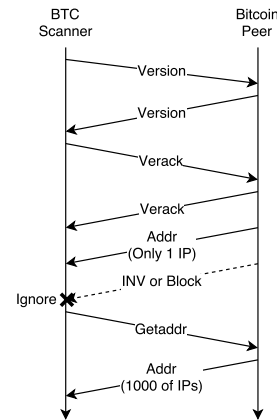 BTC
Scanner
Bitcoin
Peer
Version
Version
Verack
Verack
Addr
(Only 1 IP)
INV or Block
Ignore
Getaddr
Addr
(1000 of IPs)